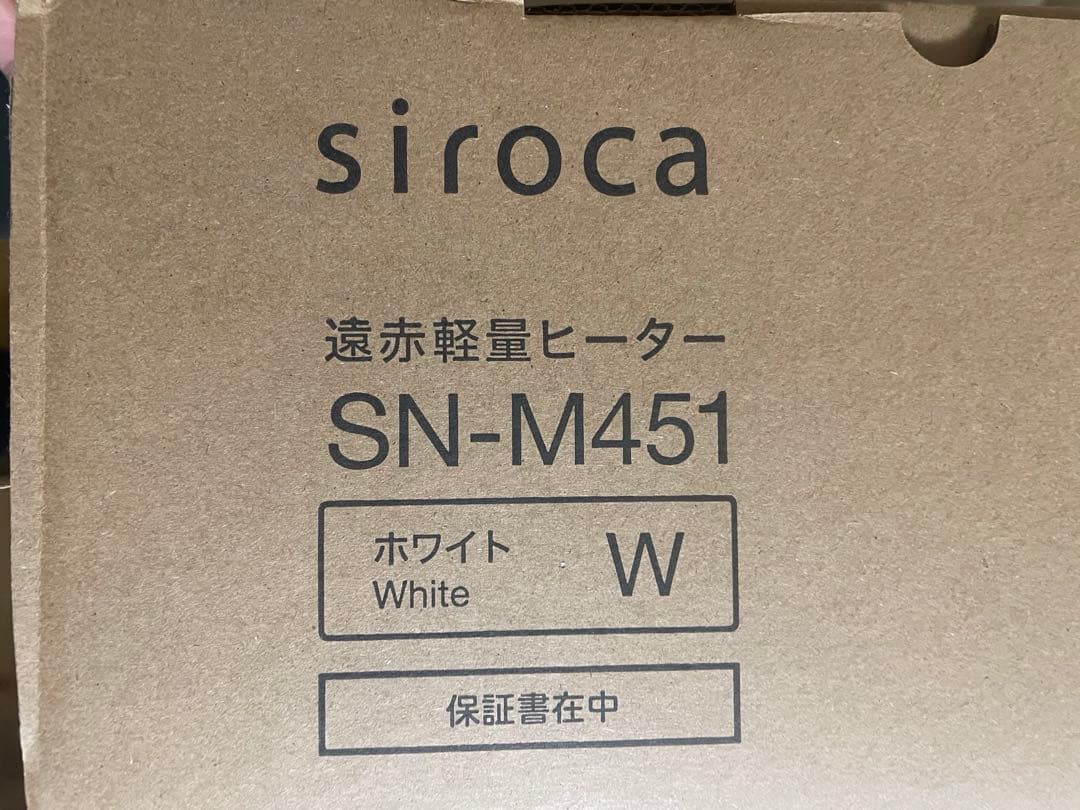 siroca
遠赤軽量ヒーター
SN-M451
ホワイト W
White
保証書在中